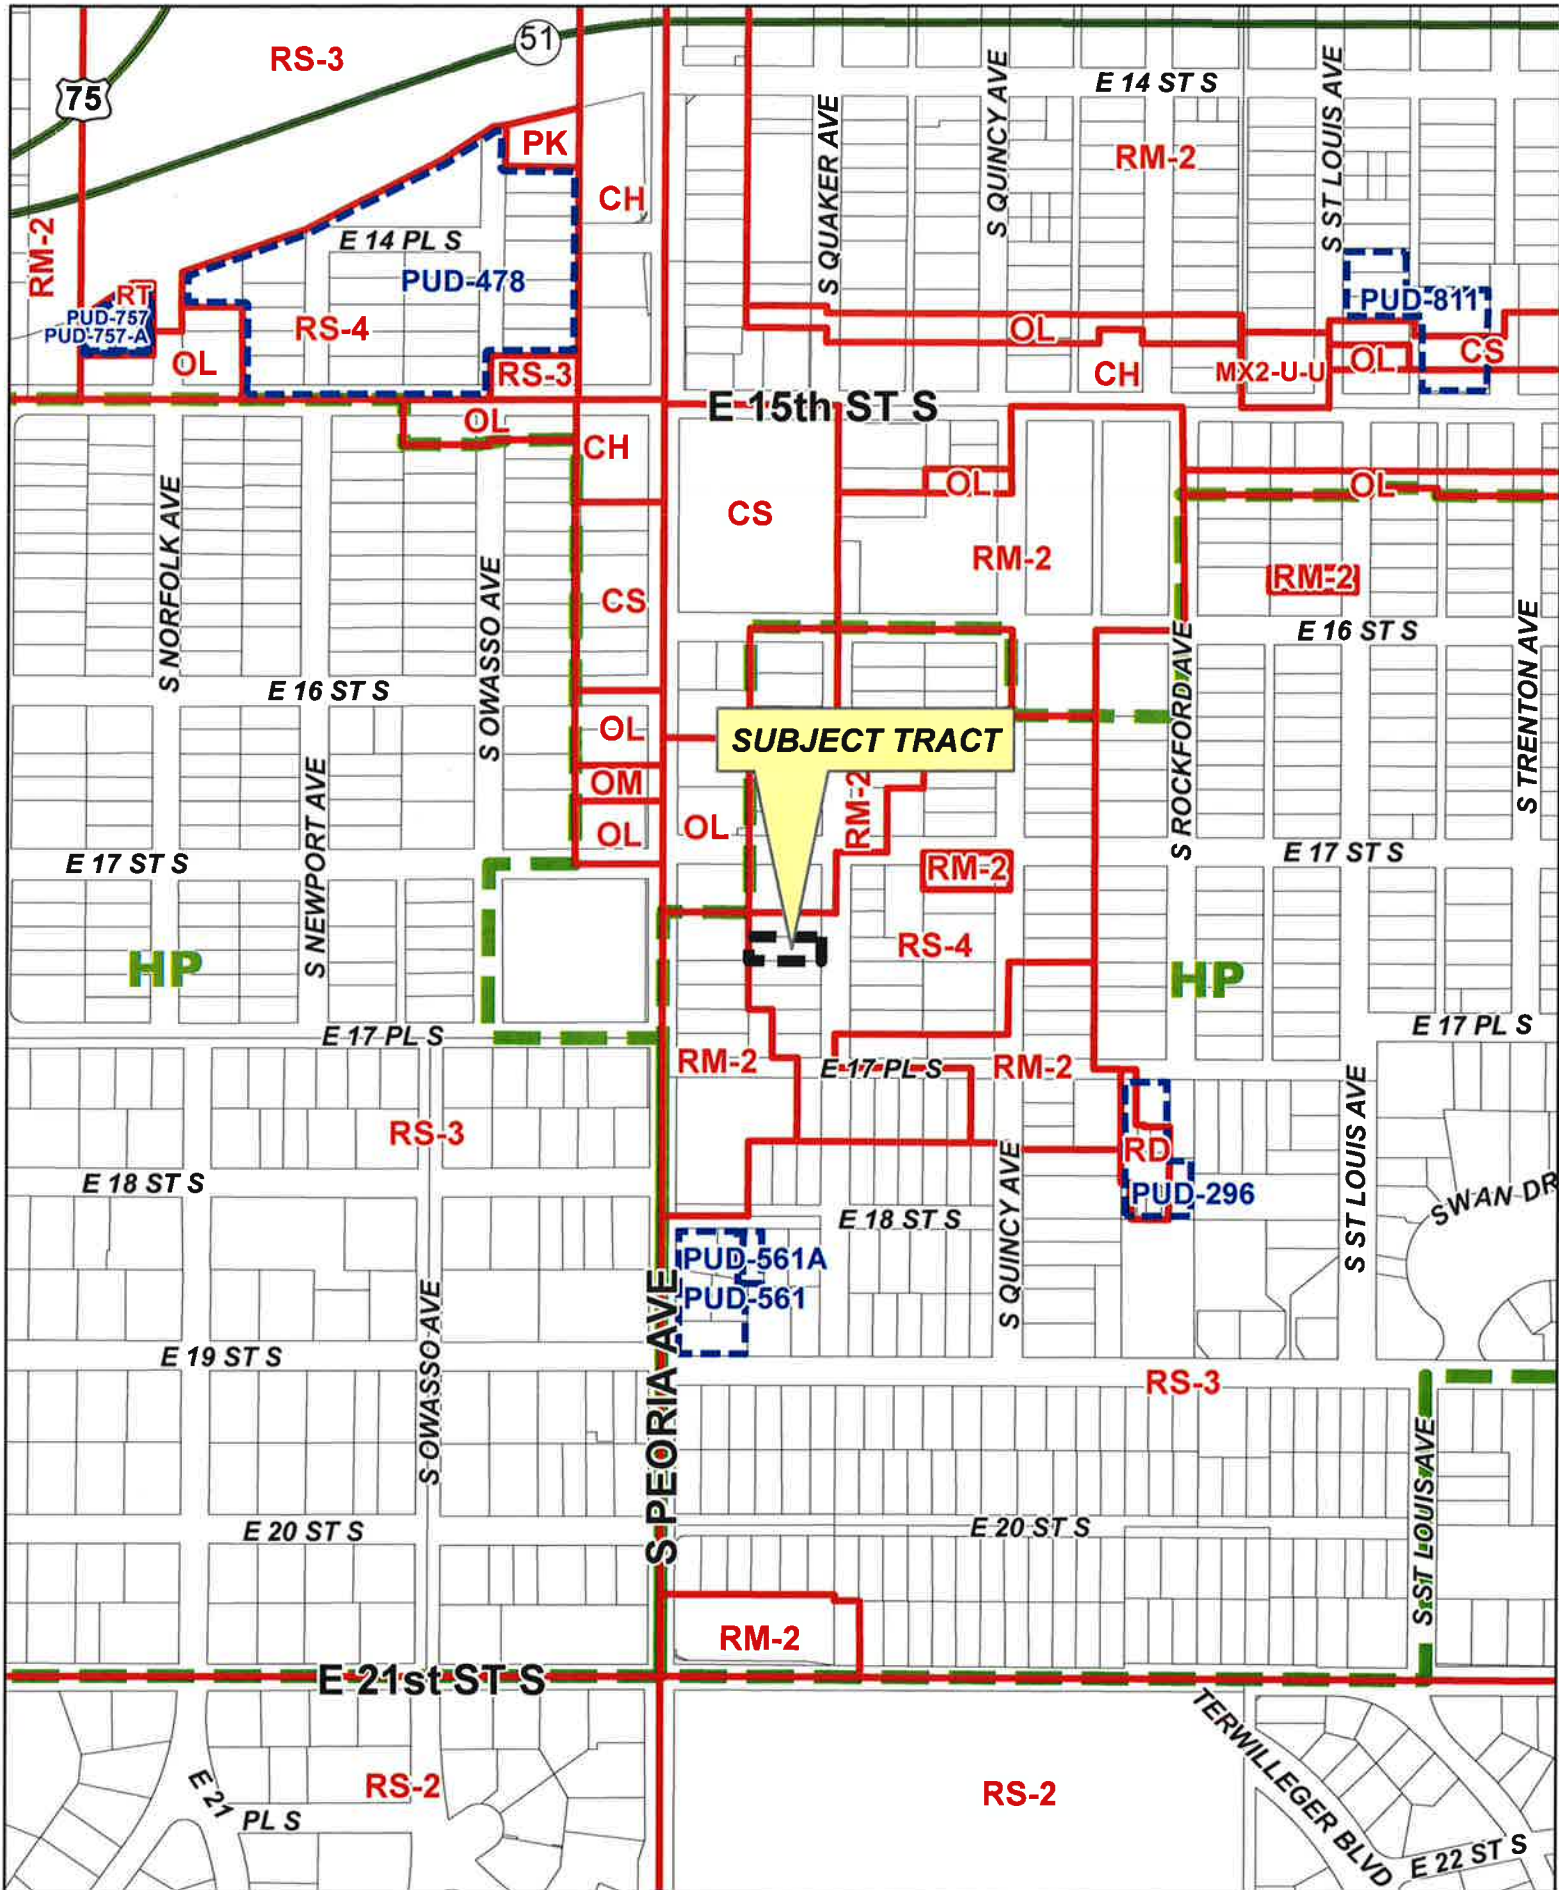 51
RS-3
75
E 14 ST S
S QUAKER AVE
S QUINCY AVE
S ST LOUIS AVE
PK
RM-2
CH
RM-2
E 14 PL S
PUD-478
RT
PUD-757
PUD-757-A
RS-4
OL
RS-3
PUD-811
OL
CH
MX2-U-U
OL
CS
E 15th ST S
OL
CH
OL
OL
CS
RM-2
RM-2
S NORFOLK AVE
S OWASSO AVE
CS
E 16 ST S
S ROCKFORD AVE
S TRENTON AVE
E 16 ST S
S NEWPORT AVE
OL
OM
OL
OL
SUBJECT TRACT
RM-2
E 17 ST S
E 17 ST S
RM-2
RS-4
HP
HP
E 17 PL S
E 17 PL S
RM-2
E 17 PL S
RM-2
S ST LOUIS AVE
RS-3
RD
PUD-296
E 18 ST S
S QUINCY AVE
E 18 ST S
SWAN DR
PUD-561A
PUD-561
S OWASSO AVE
S PEORIA AVE
E 19 ST S
RS-3
S ST LOUIS AVE
E 20 ST S
E 20 ST S
RM-2
E 21st ST S
RS-2
RS-2
E 21 PL S
TERWILLEGER BLVD
E 22 ST S